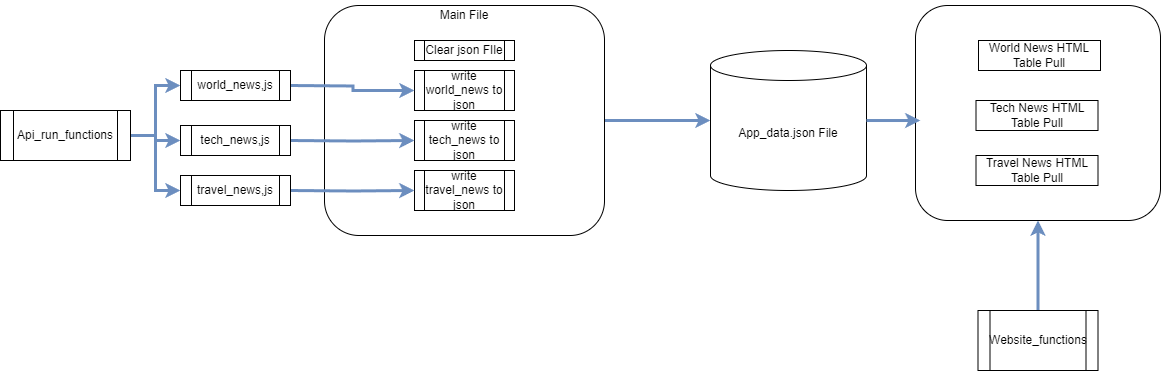 Main File
Clear json FIle
world_news,js
write
world_news to
json
Api_run_functions
tech_news,js
write
tech_news to
json
travel_news,js
write
travel_news to
json
App_data.json File
World News HTML
Table Pull
Tech News HTML
Table Pull
Travel News HTML
Table Pull
Website_functions